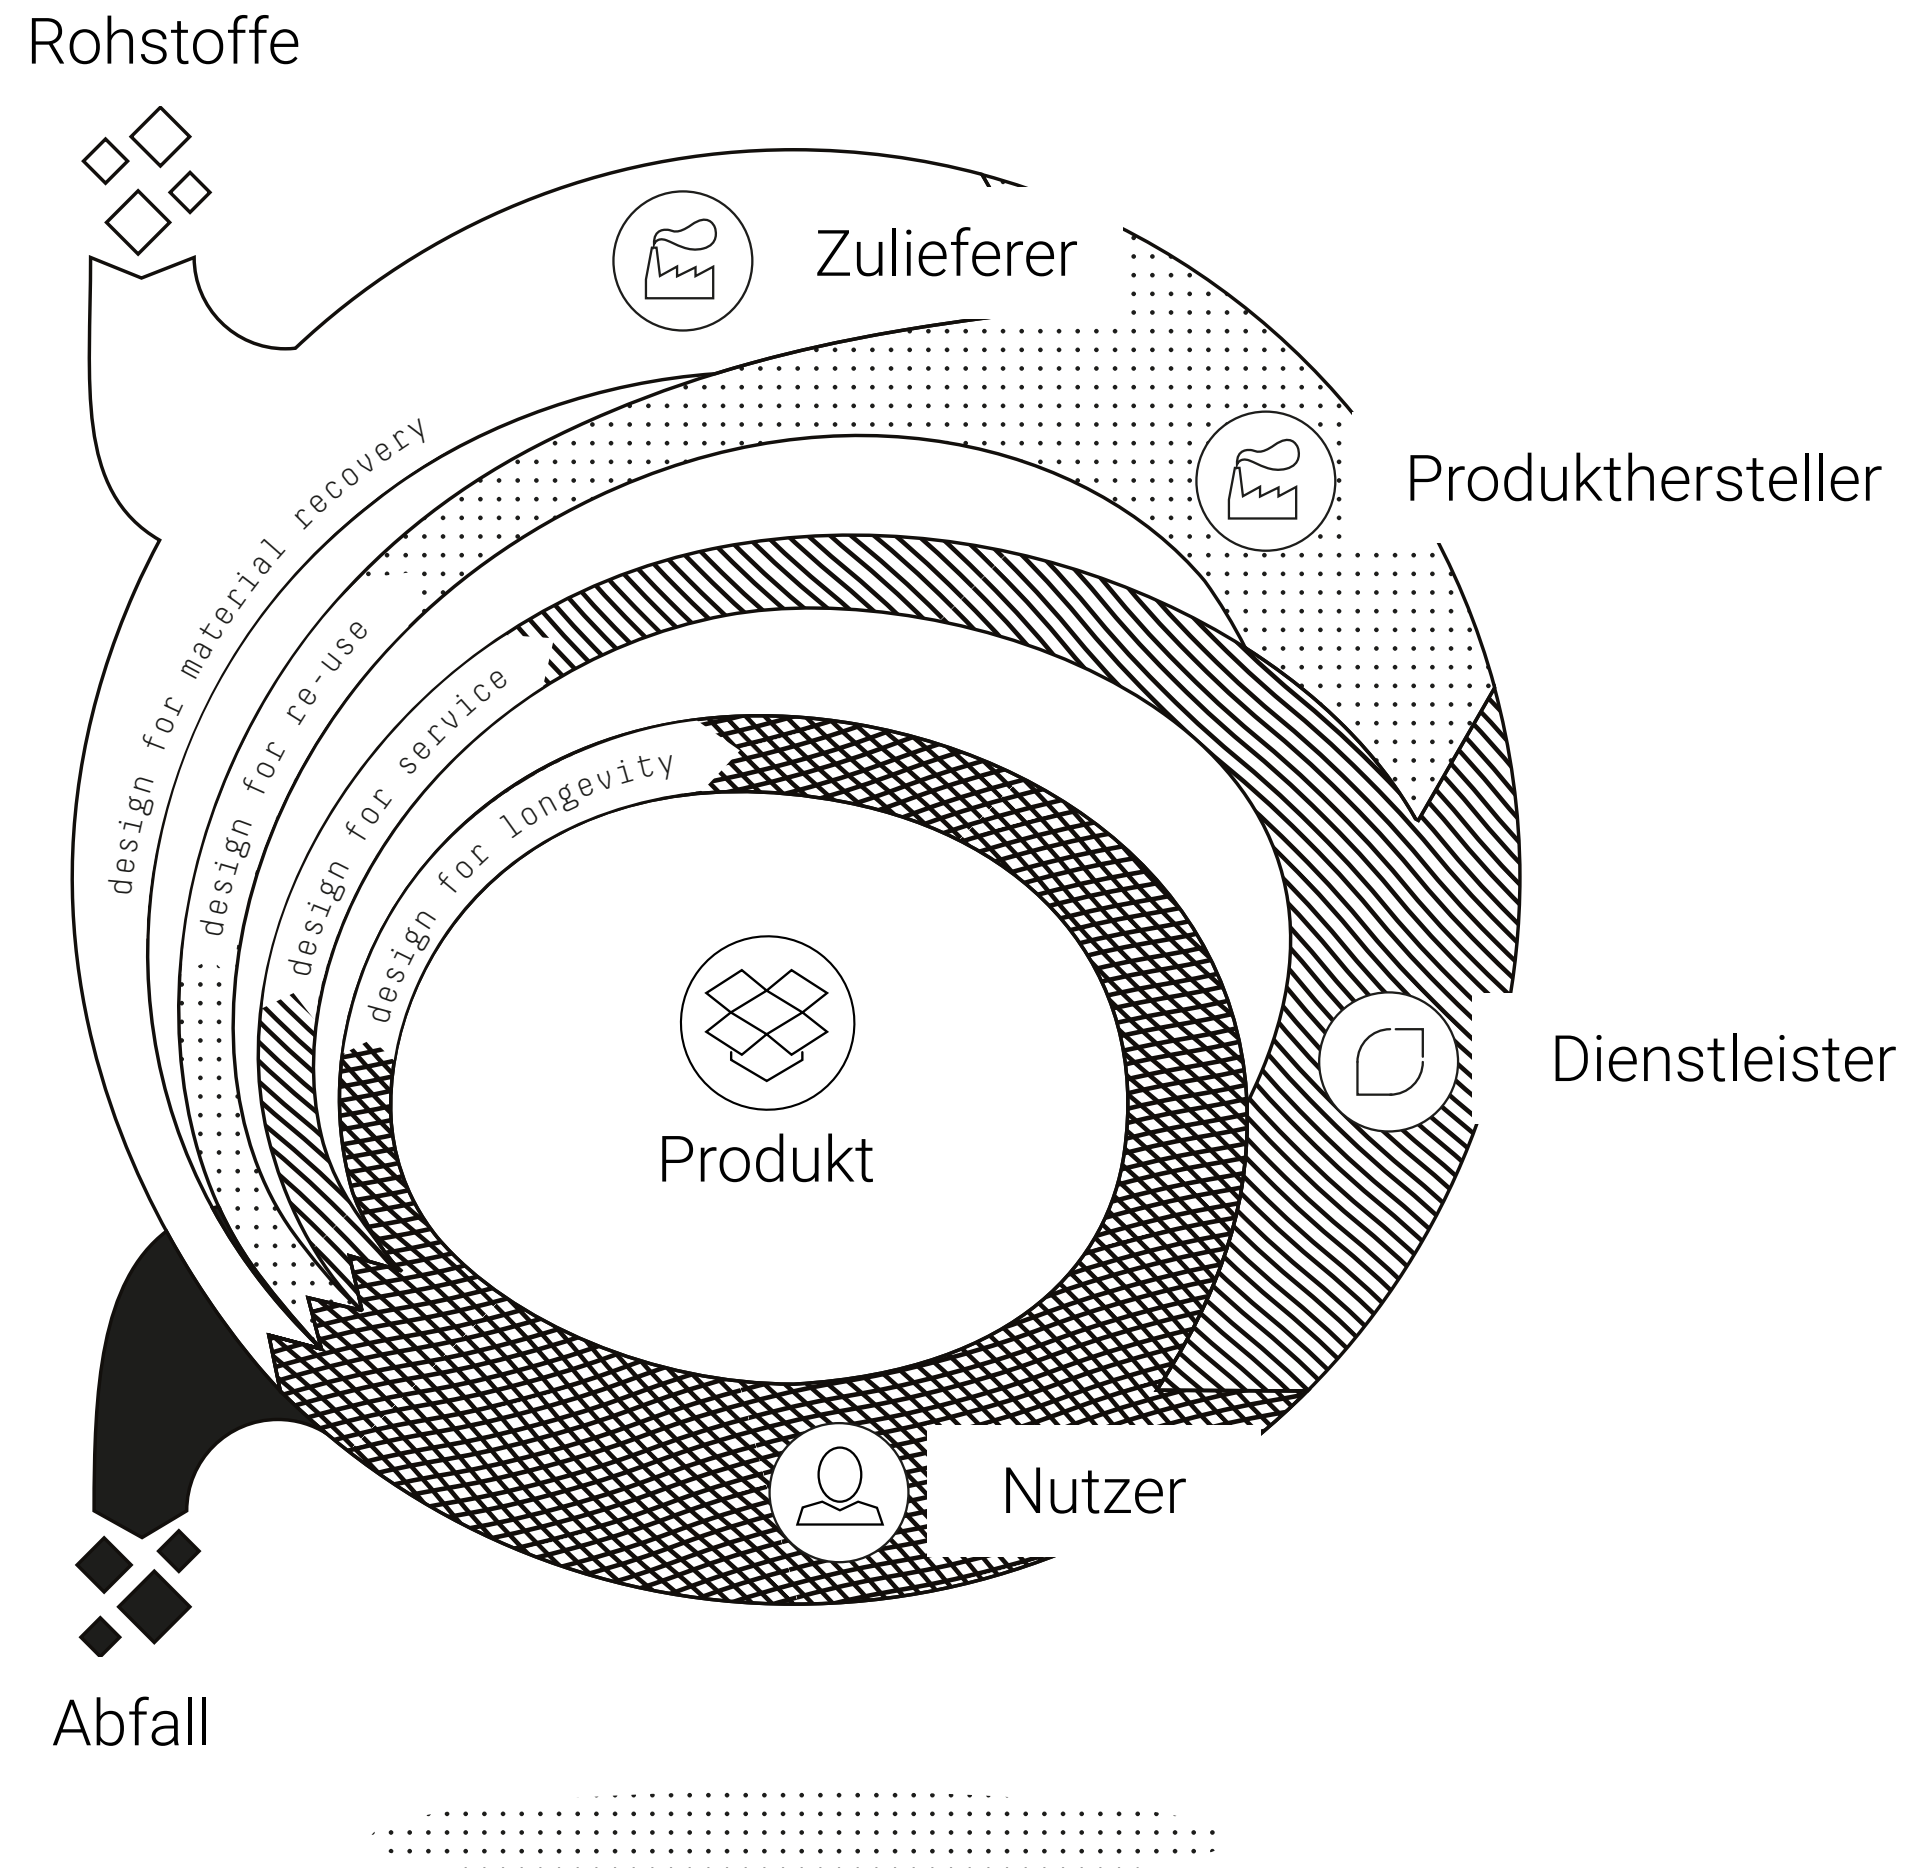 Rohstoffe
Zulieferer
Produkthersteller
design for material recovery
design for re-use
design for service
design for longevity
Produkt
Dienstleister
Nutzer
Abfall